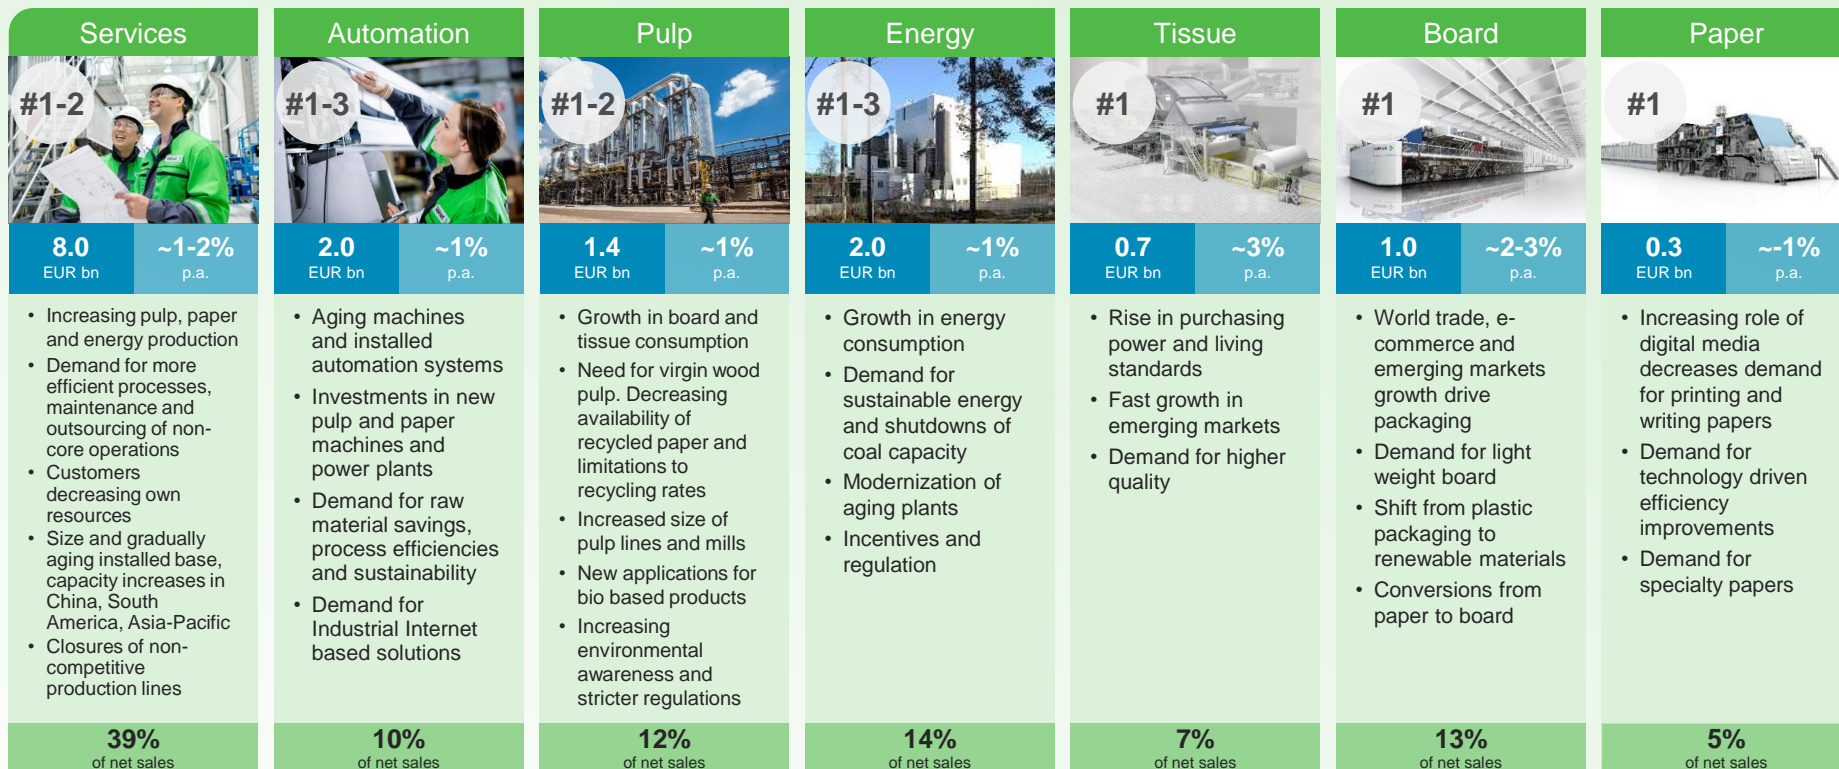 Services
#1-2
8.0
EUR bn
~1-2%
p.a.
• Increasing pulp, paper
and energy production
• Demand for more
efficient processes,
maintenance and
outsourcing of non-
core operations
• Customers
decreasing own
resources
• Size and gradually
aging installed base,
capacity increases in
China, South
America, Asia-Pacific
• Closures of non-
competitive
production lines
39%
of net sales
Automation
#1-3
2.0
EUR bn
~1%
p.a.
• Aging machines
and installed
automation systems
• Investments in new
pulp and paper
machines and
power plants
• Demand for raw
material savings,
process efficiencies
and sustainability
• Demand for
Industrial Internet
based solutions
10%
of net sales
Pulp
#1-2
1.4
EUR bn
~1%
p.a.
• Growth in board and
tissue consumption
• Need for virgin wood
pulp. Decreasing
availability of
recycled paper and
limitations to
recycling rates
• Increased size of
pulp lines and mills
• New applications for
bio based products
• Increasing
environmental
awareness and
stricter regulations
12%
of net sales
Energy
#1-3
2.0
EUR bn
~1%
p.a.
• Growth in energy
consumption
• Demand for
sustainable energy
and shutdowns of
coal capacity
• Modernization of
aging plants
• Incentives and
regulation
14%
of net sales
Tissue
#1
0.7
EUR bn
~3%
p.a.
• Rise in purchasing
power and living
standards
• Fast growth in
emerging markets
• Demand for higher
quality
7%
of net sales
Board
#1
1.0
EUR bn
~2-3%
p.a.
• World trade, e-
commerce and
emerging markets
growth drive
packaging
• Demand for light
weight board
• Shift from plastic
packaging to
renewable materials
• Conversions from
paper to board
13%
of net sales
Paper
#1
0.3
EUR bn
~-1%
p.a.
• Increasing role of
digital media
decreases demand
for printing and
writing papers
• Demand for
technology driven
efficiency
improvements
• Demand for
specialty papers
5%
of net sales